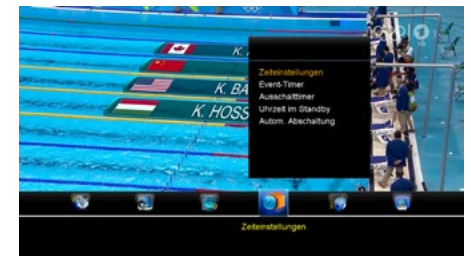 K.
K. BA
K. HOSS
Zeiteinstellungen
Event-Timer
Ausschalttimer
Uhrzeit im Standby
Autom. Abschaltung
Zeiteinstellungen